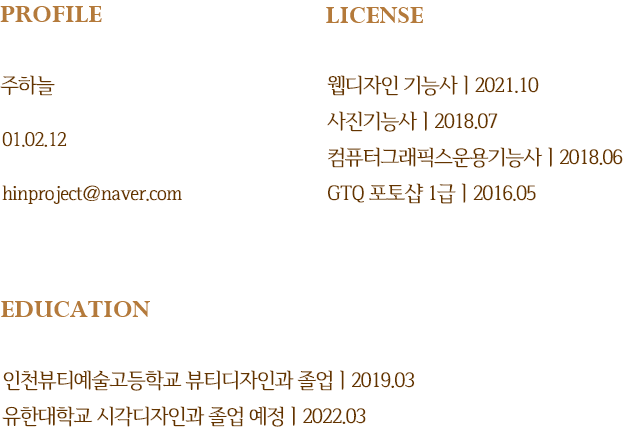 PROFILE
주하늘
01.02.12
hinproject@naver.com
LICENSE
웹디자인 기능사 | 2021.10
사진기능사 | 2018.07
컴퓨터그래픽스운용기능사 | 2018.06
GTQ 포토샵 1급 | 2016.05
EDUCATION
인천뷰티예술고등학교 뷰티디자인과 졸업 | 2019.03
유한대학교 시각디자인과 졸업 예정 | 2022.03